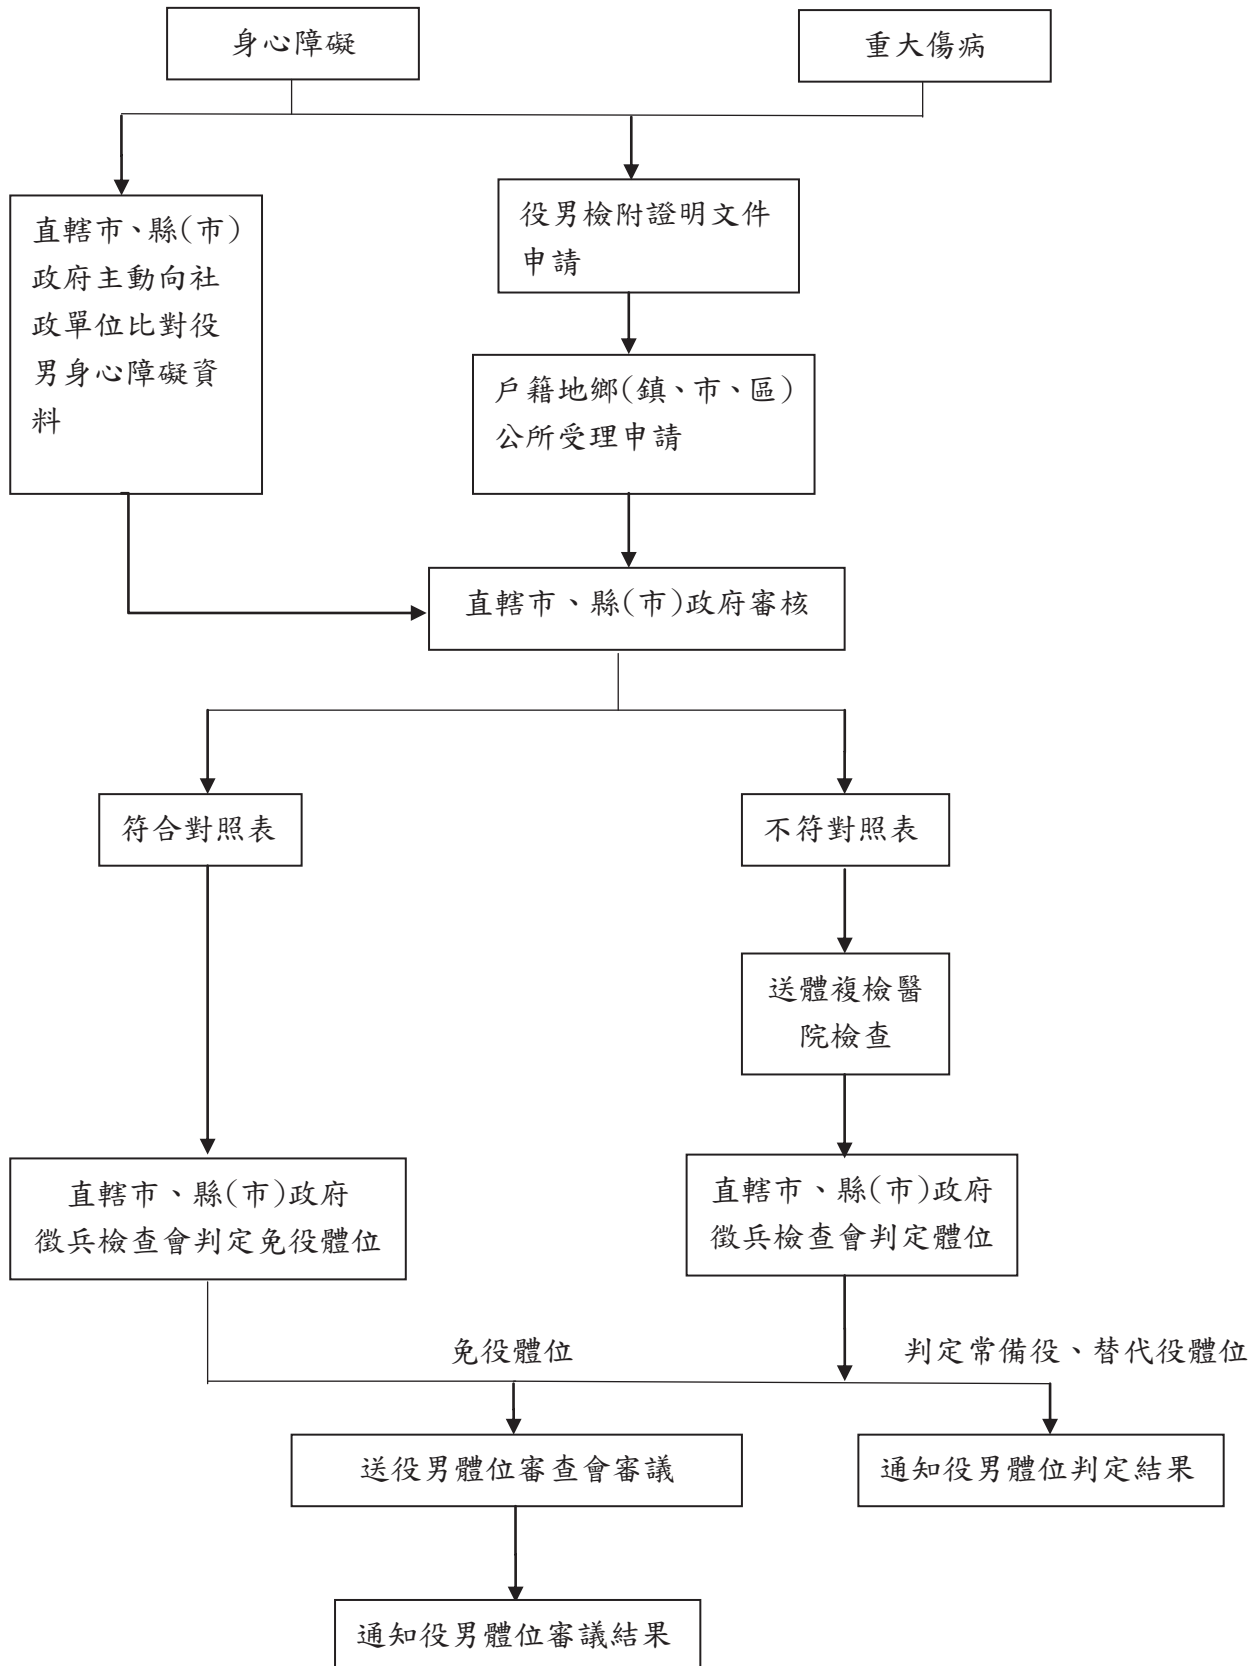 身心障礙
重大傷病
直轄市、縣(市)
政府主動向社
政單位比對役
男身心障礙資
料
役男檢附證明文件
申請
戶籍地鄉(鎮、市、區)
公所受理申請
直轄市、縣(市)政府審核
符合對照表
不符對照表
送體複檢醫
院檢查
直轄市、縣(市)政府
徵兵檢查會判定免役體位
直轄市、縣(市)政府
徵兵檢查會判定體位
免役體位
判定常備役、替代役體位
送役男體位審查會審議
通知役男體位判定結果
通知役男體位審議結果